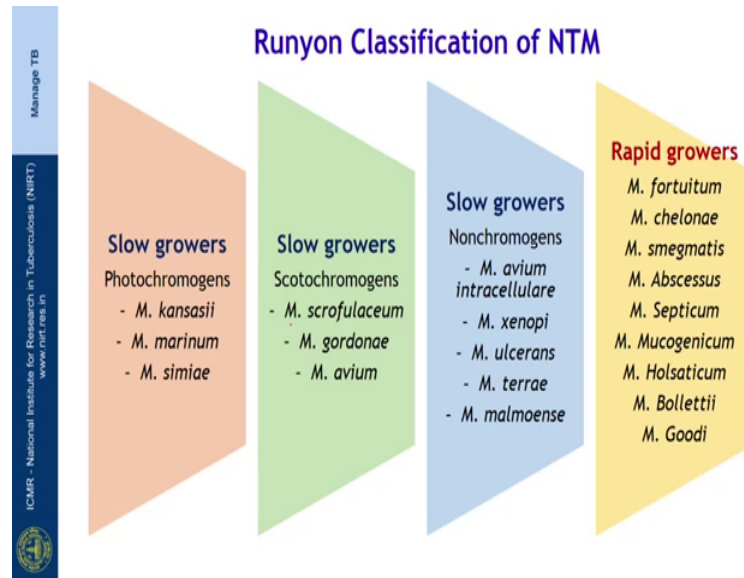 Runyon Classification of NTM
Manage TB
ICMR - National Institute for Research in Tuberculosis (NIRT)
www.nirt.res.in
Slow growers
Photochromogens
- M. kansasii
- M. marinum
- M. simiae
Slow growers
Scotochromogens
- M. scrofulaceum
- M. gordonae
- M. avium
Slow growers
Nonchromogens
- M. avium
intracellulare
- M. xenopi
- M. ulcerans
- M. terrae
- M. malmoense
Rapid growers
M. fortuitum
M. chelonae
M. smegmatis
M. Abscessus
M. Septicum
M. Mucogenicum
M. Holsaticum
M. Bollettii
M. Goodi